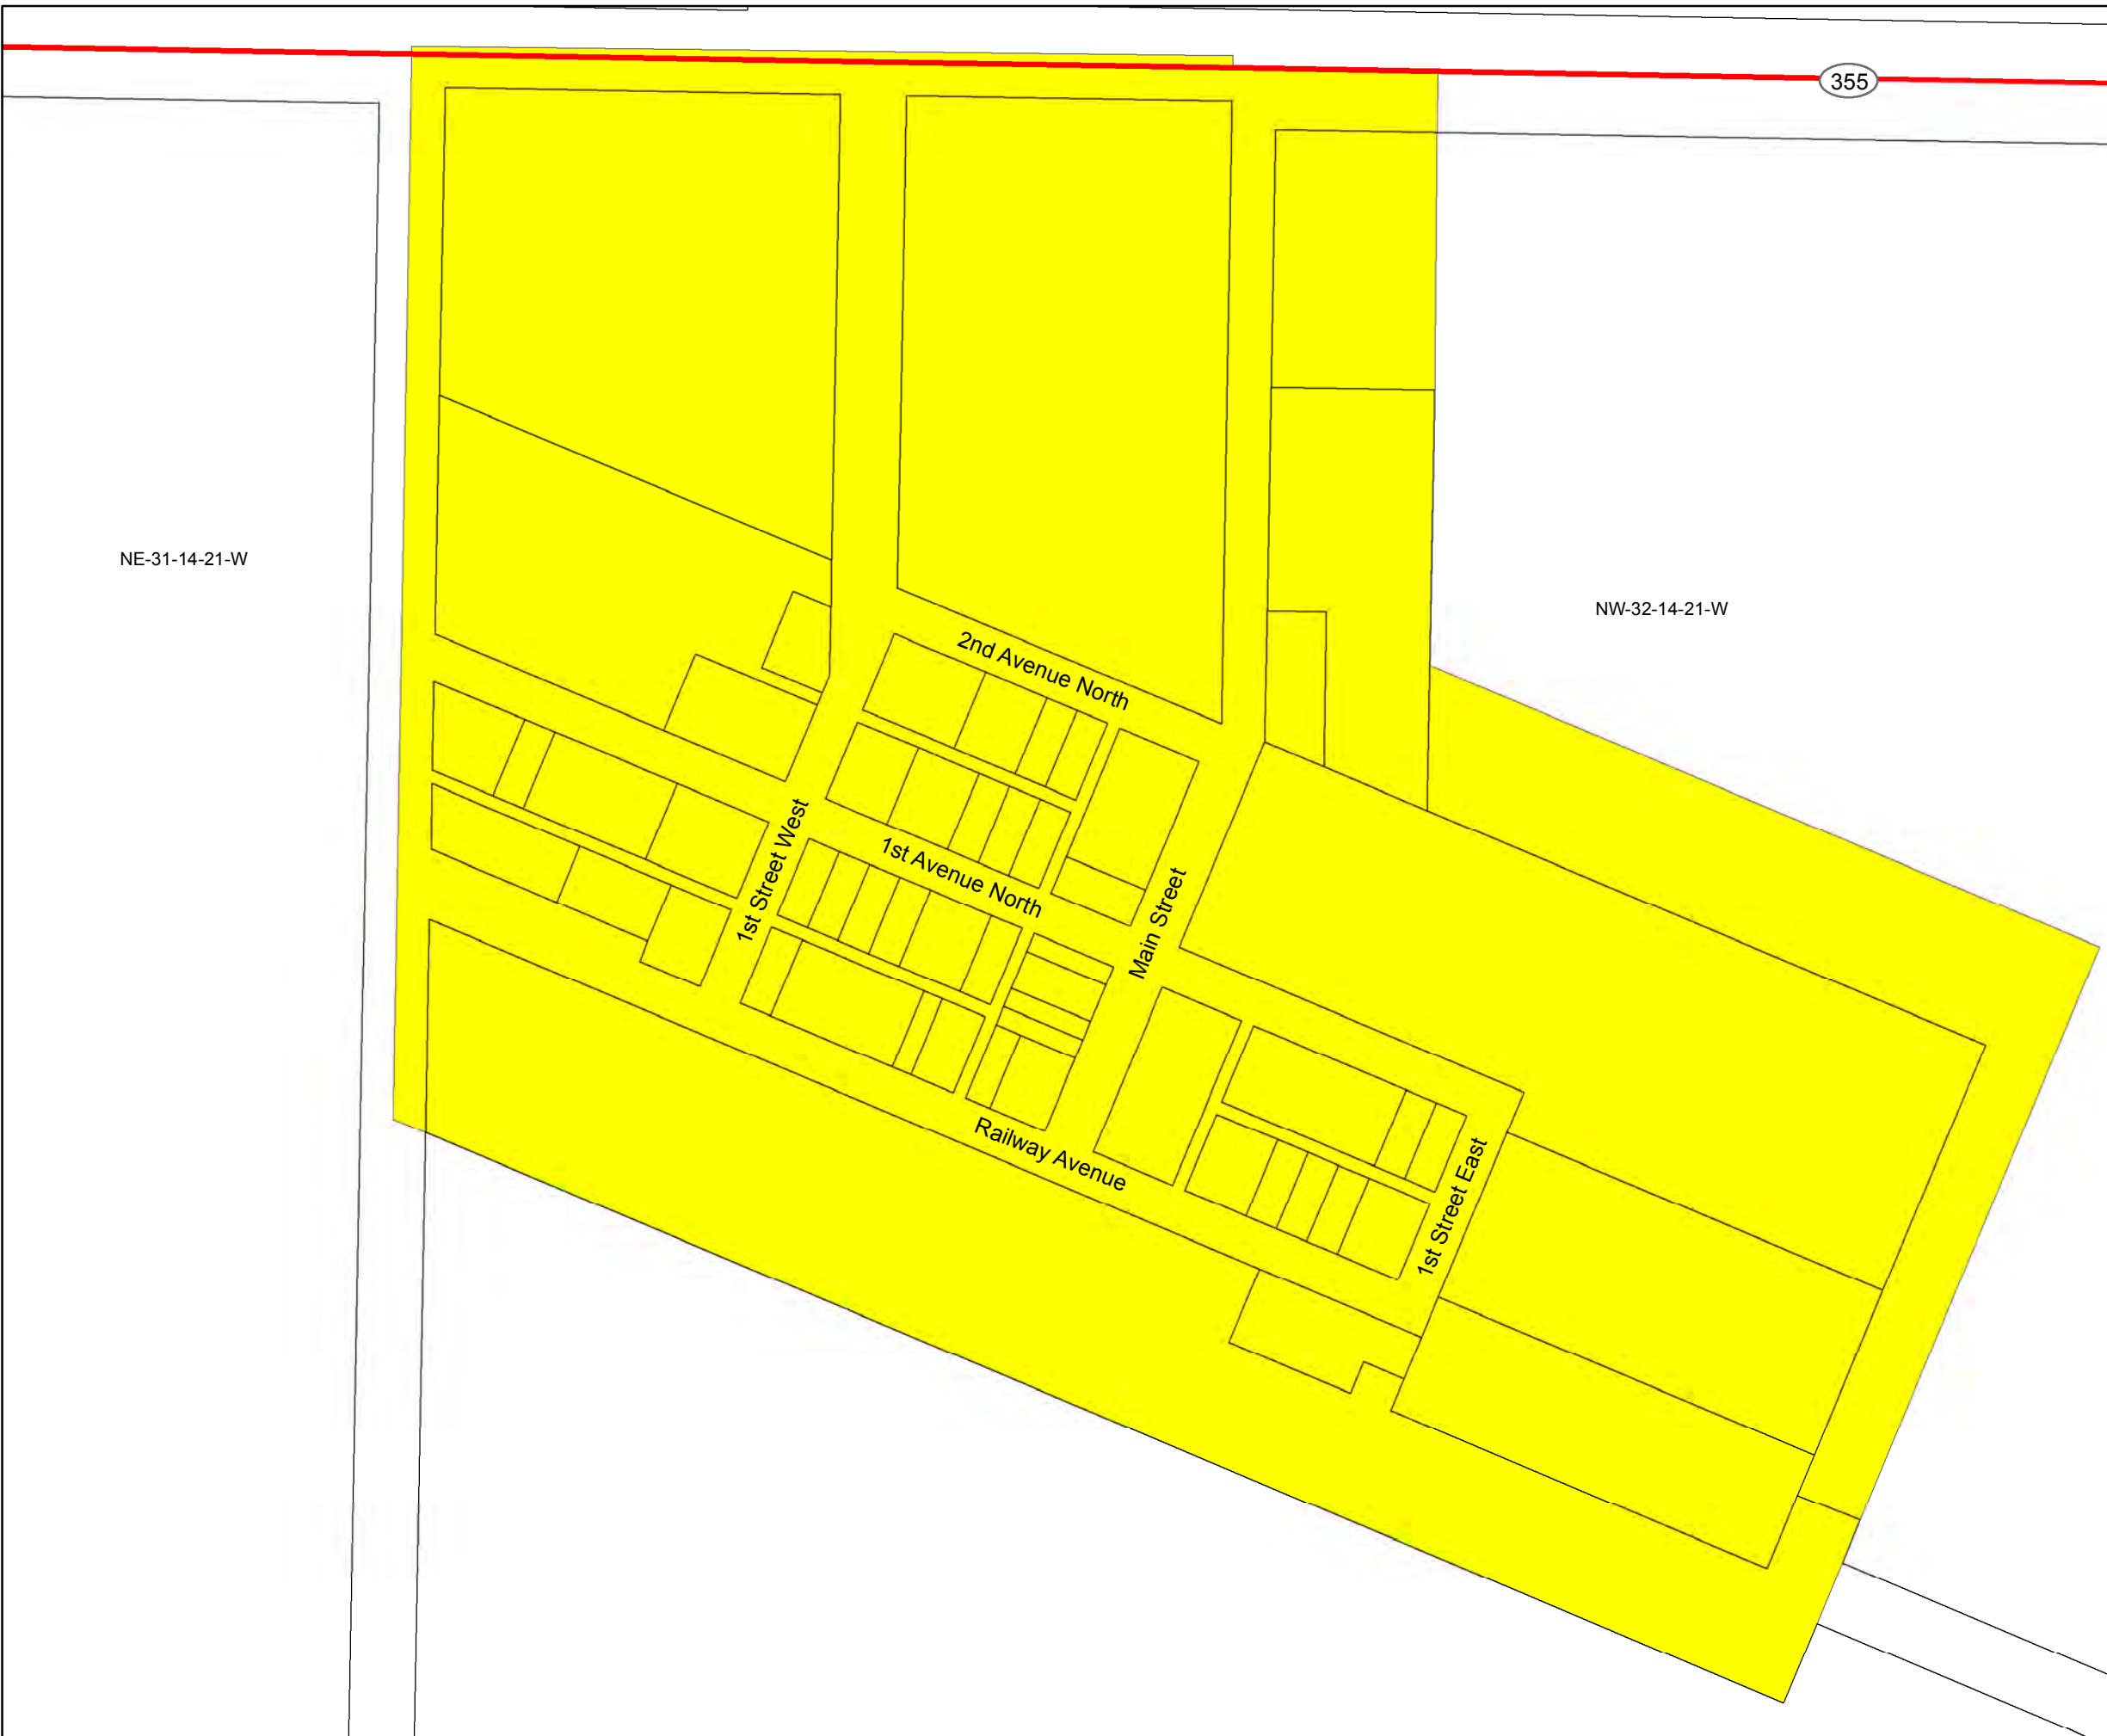 355
NE-31-14-21-W
NW-32-14-21-W
2nd Avenue North
1st Street West
1st Avenue North
Main Street
Railway Avenue
1st Street East